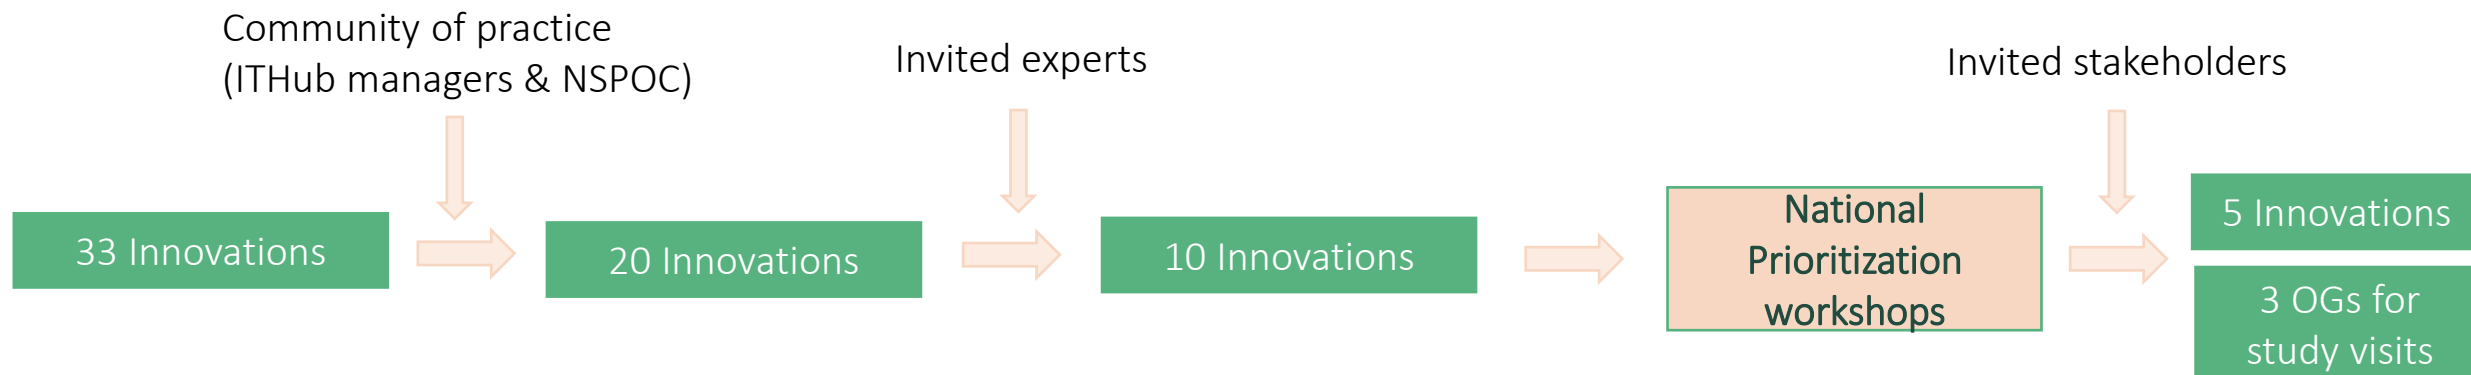 Community of practice
(ITHub managers & NSPOC)
Invited experts
Invited stakeholders
33 Innovations
20 Innovations
10 Innovations
National
Prioritization
workshops
5 Innovations
3 OGs for
study visits